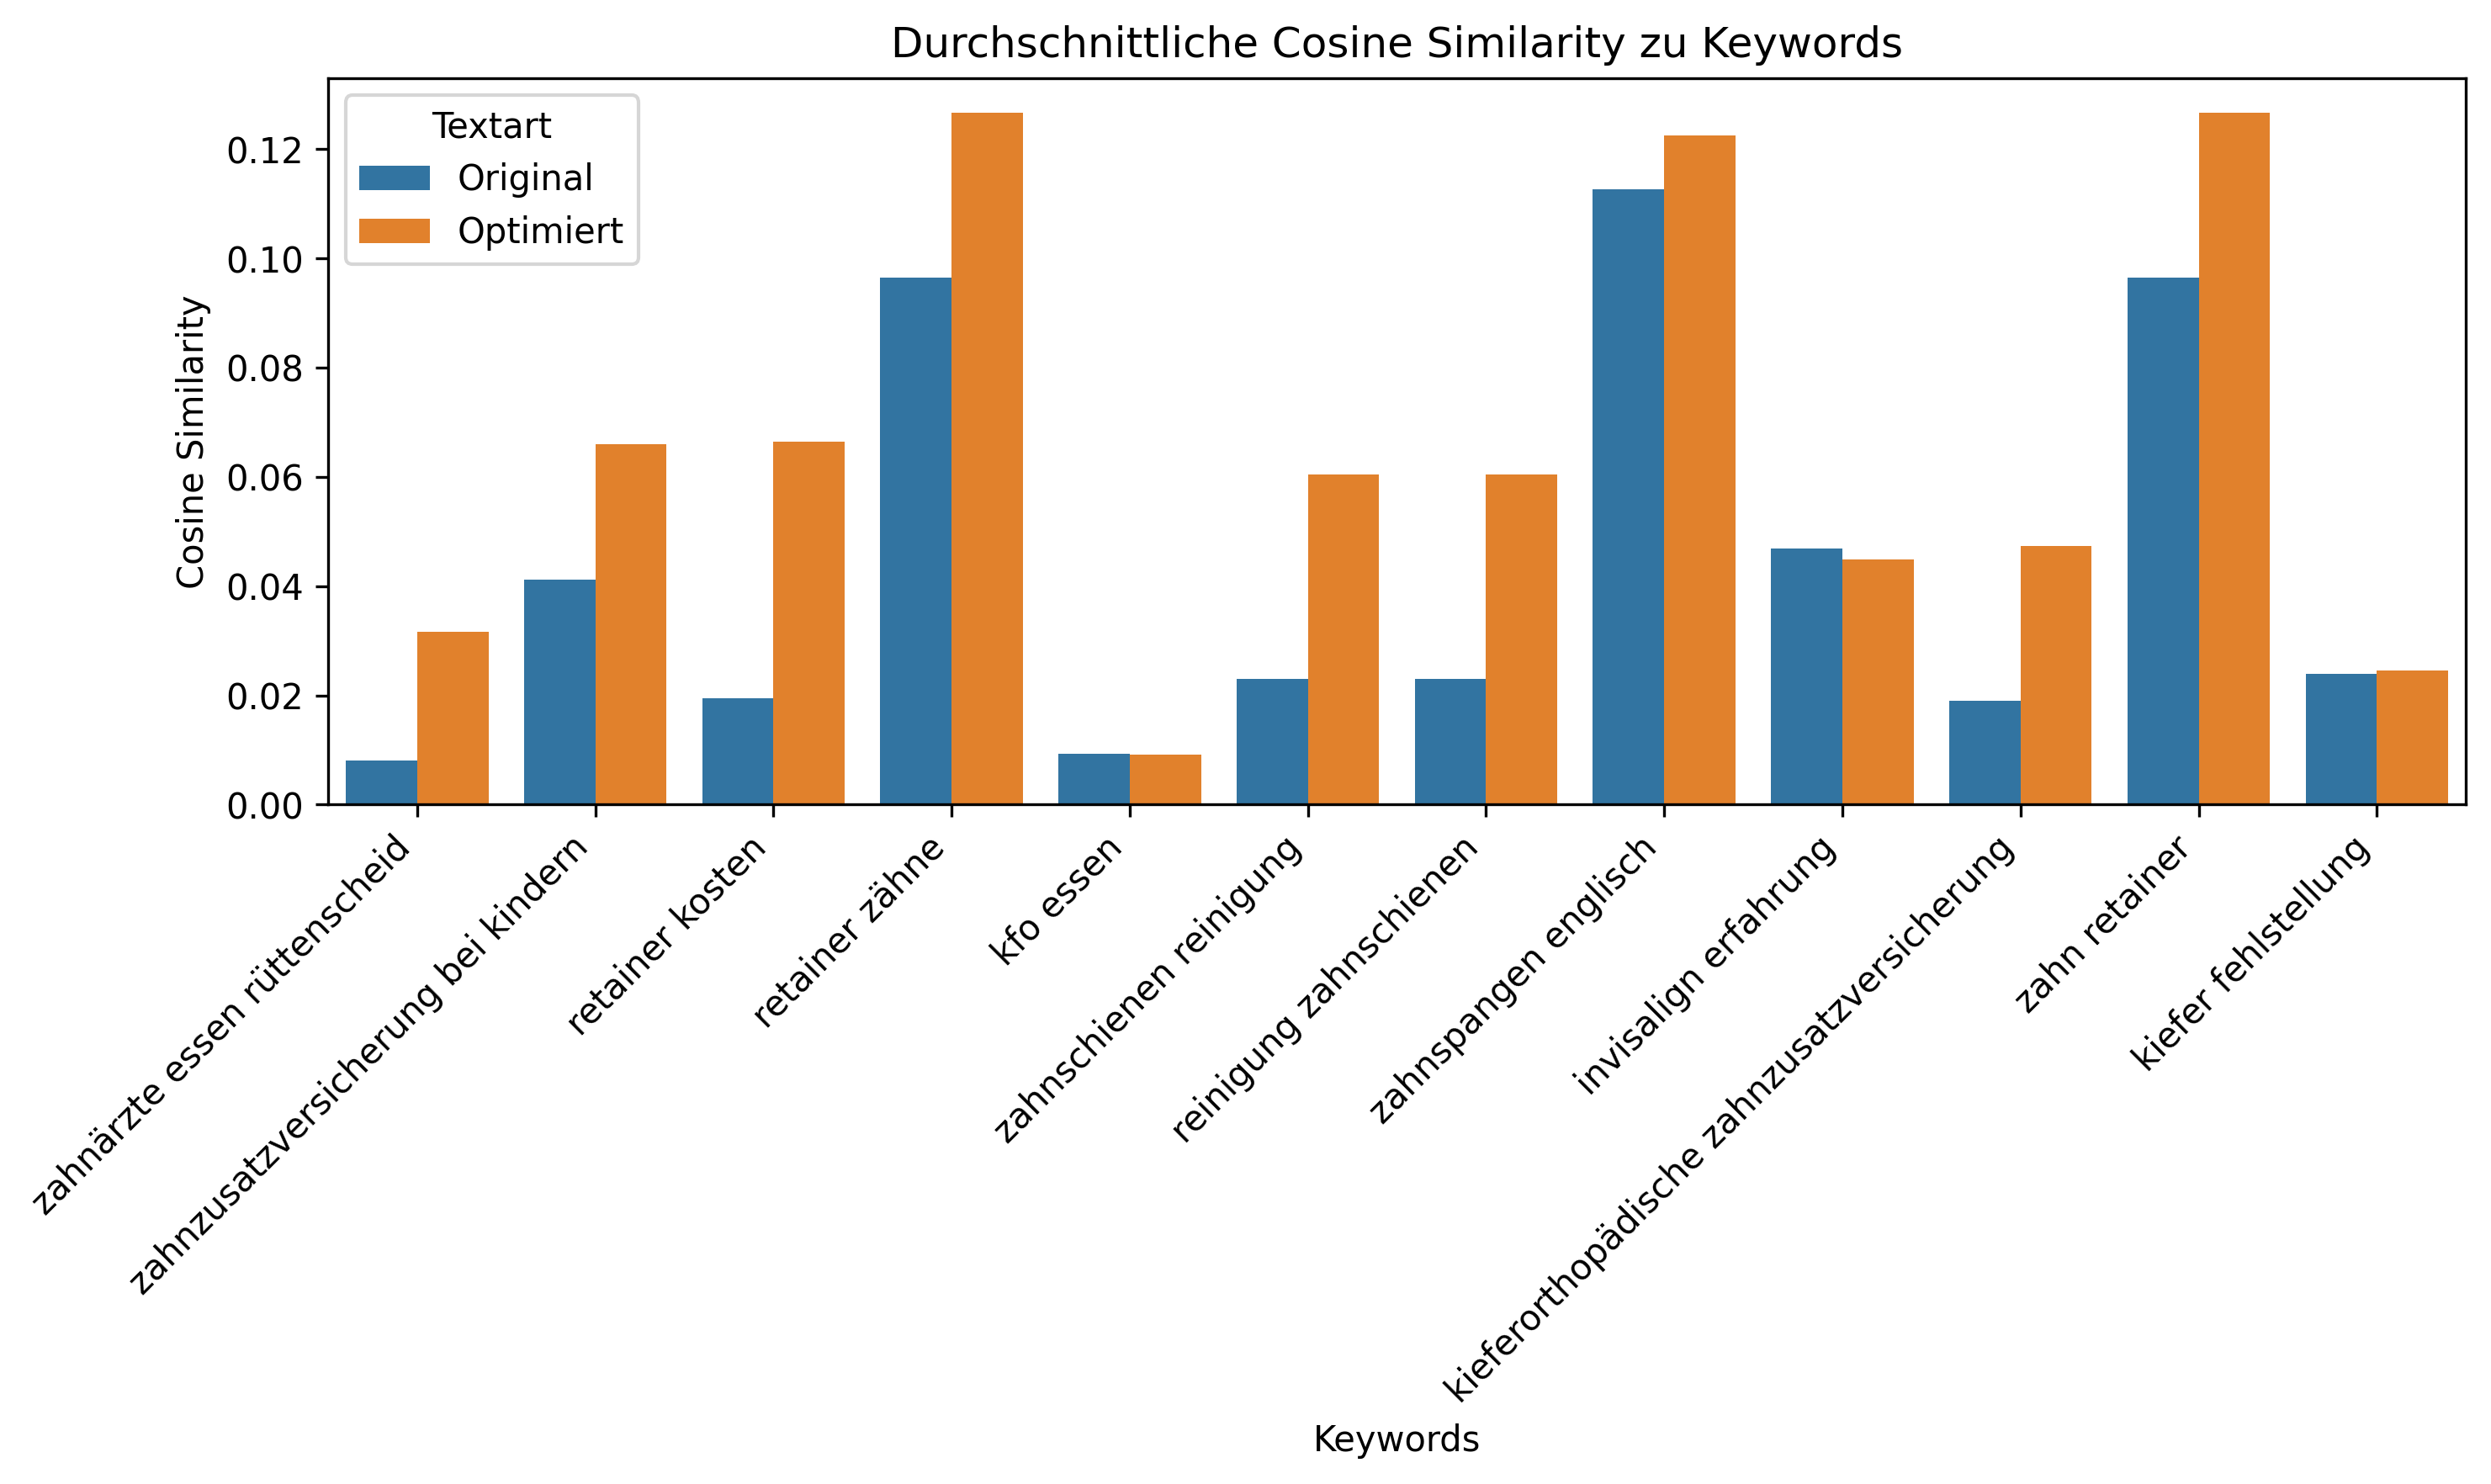 Durchschnittliche Cosine Similarity zu Keywords
Textart
Original
Optimiert
Cosine Similarity
0.12
0.10
0.08
0.06
0.04
0.02
0.00
zahnärzte essen rüttenscheid
zahnzusatzversicherung bei kindern
retainer kosten
retainer zähne
kfo essen
zahnschienen reinigung
reinigung zahnschienen
zahnspangen englisch
invisalign erfahrung
kieferorthopädische zahnzusatzversicherung
zahn retainer
kiefer fehlstellung
Keywords